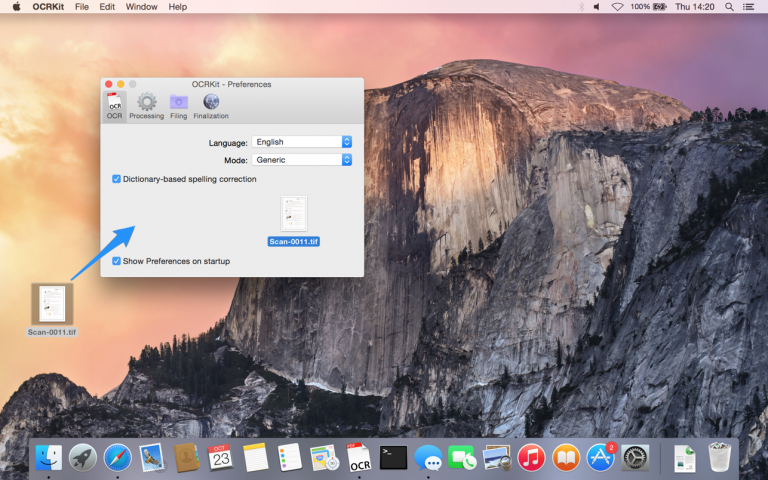 OCRKit File Edit Window Help 100% Thu 14:20
OCRKit - Preferences
OCR
OCR Processing Filing Finalization
Language: English
Mode: Generic
Dictionary-based spelling correction
Scan-0011.tif
Show Preferences on startup
Scan-0011.tif
OCT
23
OCR
>_
2